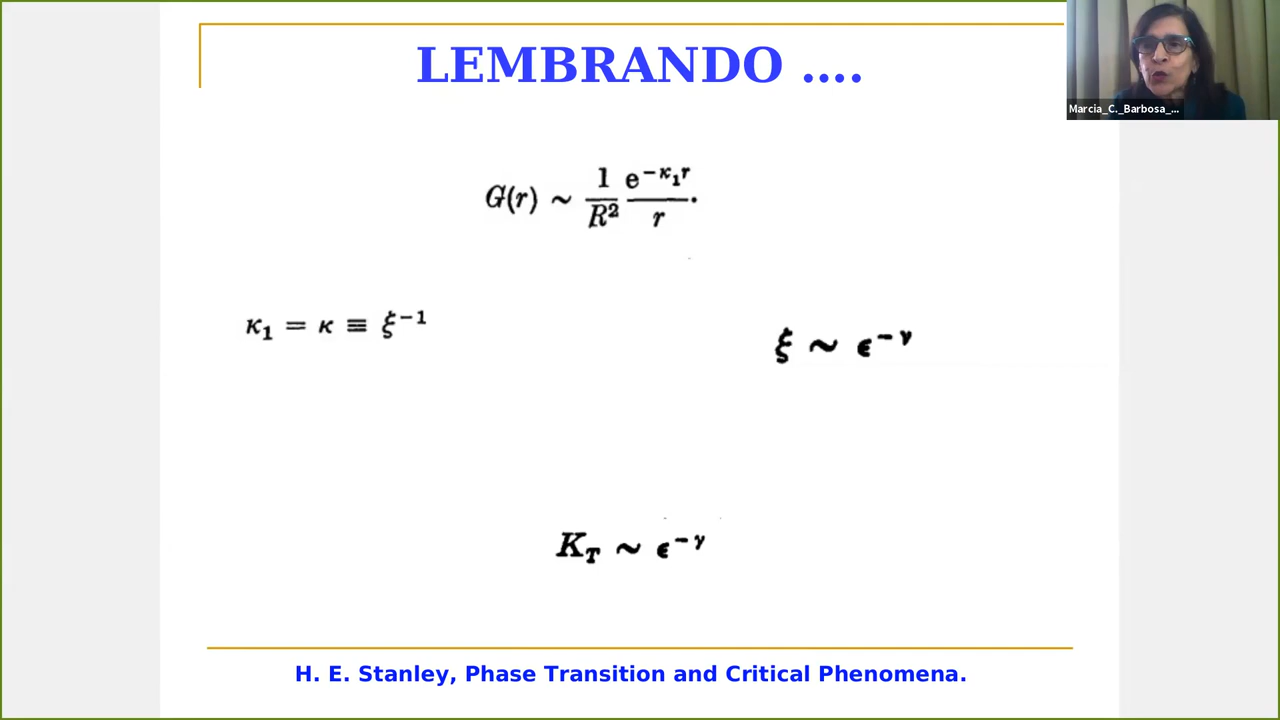 LEMBRANDO ....
Marcia_C._Barbosa_...
G(r) ~ 1/R² e^{-κ₁r}/r.
κ₁ = κ ≡ ξ⁻¹
ξ ~ ϵ^{-ν}
K_T ~ ϵ^{-γ}
H. E. Stanley, Phase Transition and Critical Phenomena.